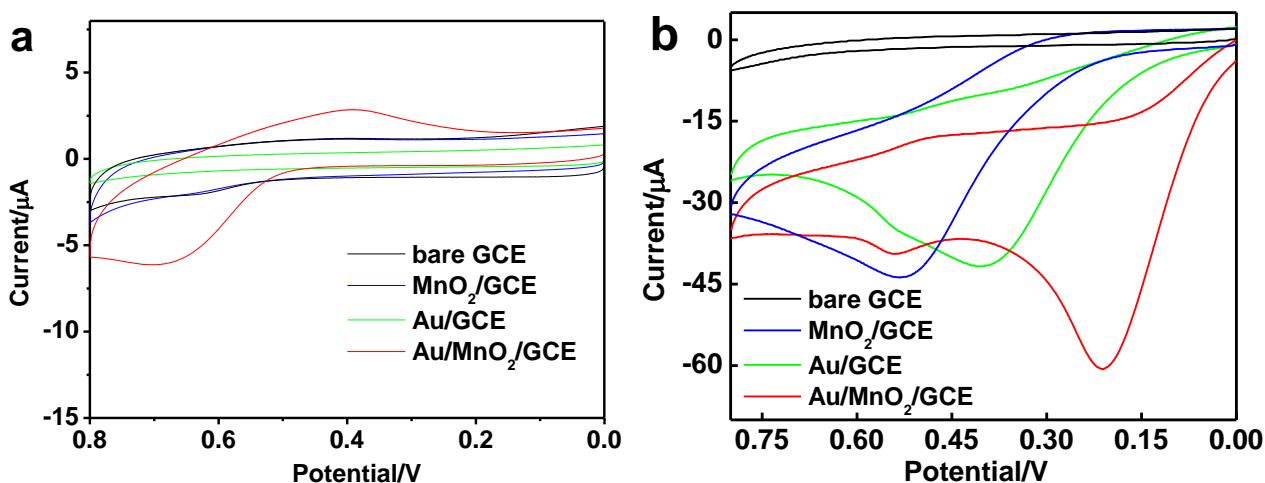 a
Current/μA
5
0
-5
-10
-15
0.8
0.6
0.4
0.2
0.0
Potential/V
bare GCE
MnO₂/GCE
Au/GCE
Au/MnO₂/GCE
b
Current/μA
0
-15
-30
-45
-60
0.75
0.60
0.45
0.30
0.15
0.00
Potential/V
bare GCE
MnO₂/GCE
Au/GCE
Au/MnO₂/GCE